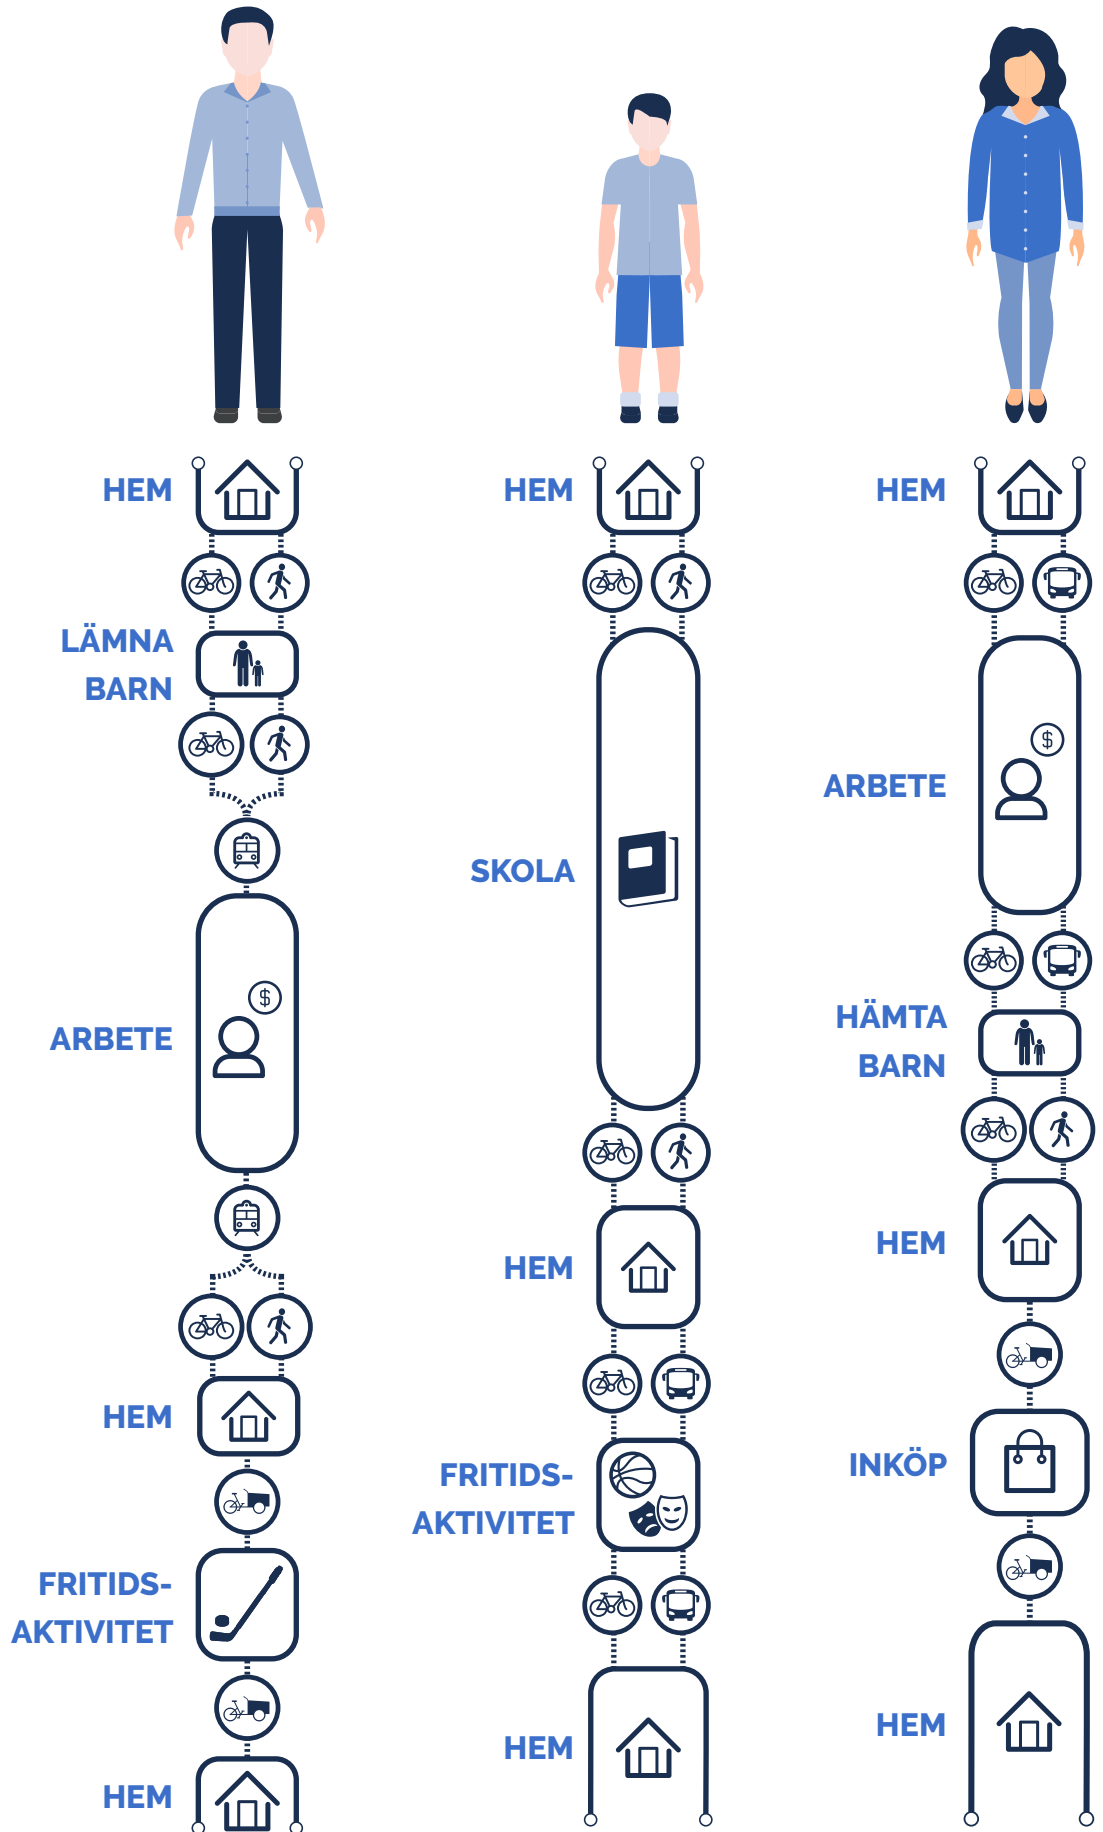 HEM
LÄMNA
BARN
$
ARBETE
HEM
FRITIDS-
AKTIVITET
HEM
HEM
SKOLA
HEM
FRITIDS-
AKTIVITET
HEM
HEM
$
ARBETE
HÄMTA
BARN
HEM
INKÖP
HEM